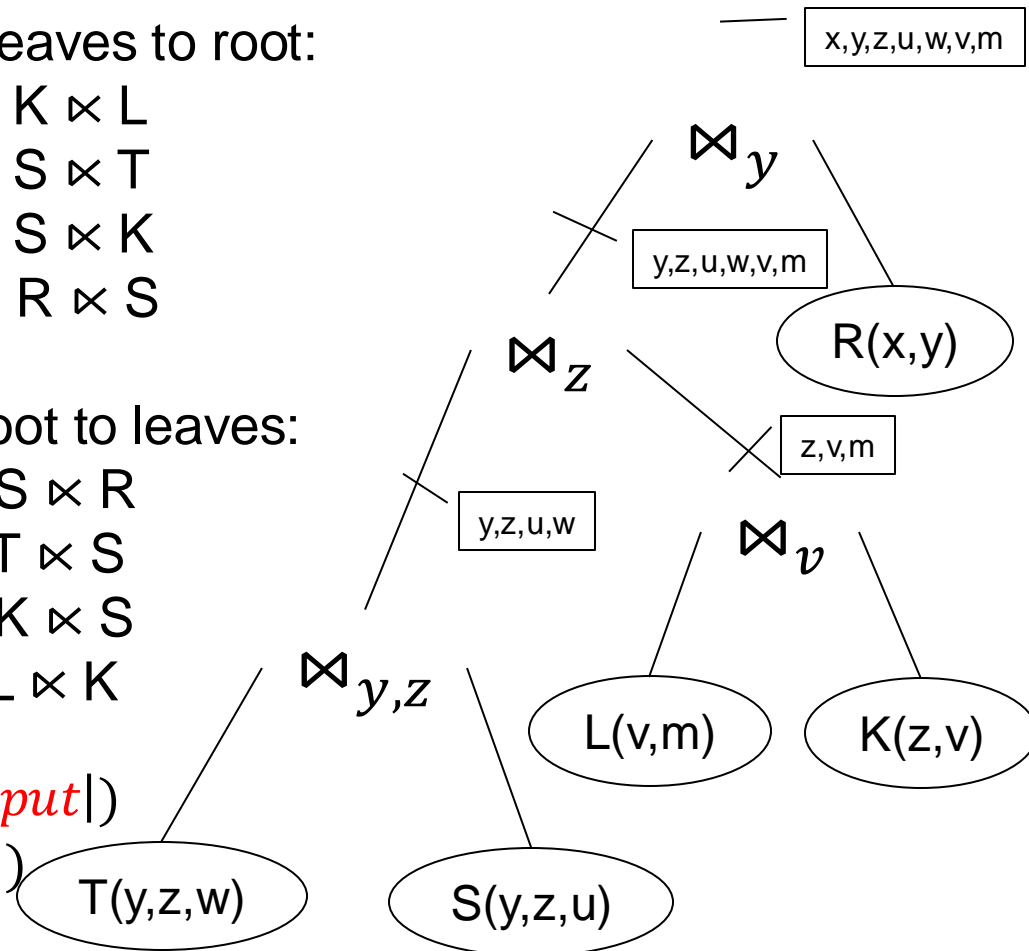 eaves to root:
K ⋉ L
S ⋉ T
S ⋉ K
R ⋉ S
oot to leaves:
S ⋉ R
T ⋉ S
K ⋉ S
L ⋉ K
put|)
)
x,y,z,u,w,v,m
⋈y
y,z,u,w,v,m
R(x,y)
⋈z
z,v,m
y,z,u,w
⋈v
⋈y,z
L(v,m)
K(z,v)
T(y,z,w)
S(y,z,u)